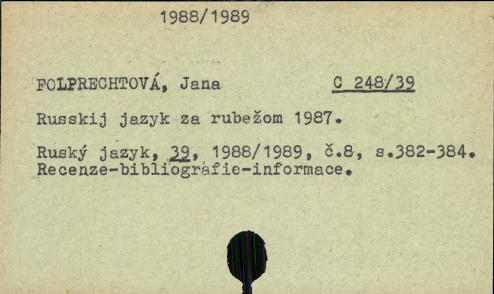 1988/1989
FOLPRECHTOVÁ, Jana C 248/39
Russkij jazyk za rubežom 1987.
Ruský jazyk, 39, 1988/1989, č.8, s.382-384.
Recenze-bibliografie-informace.